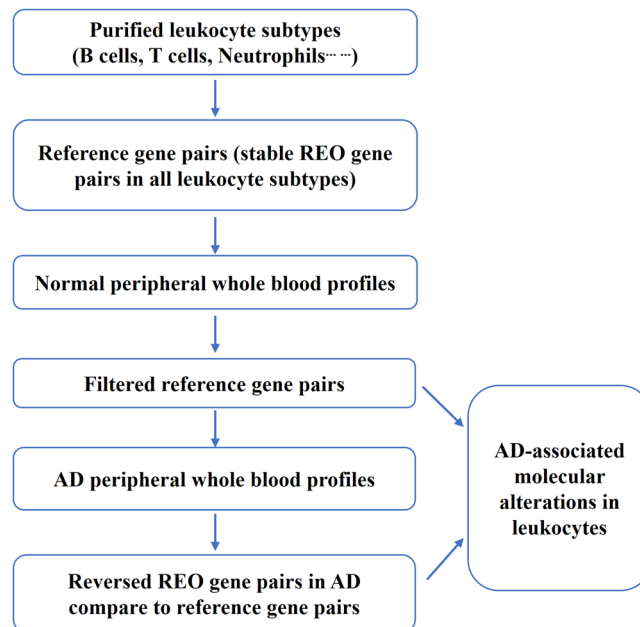 Purified leukocyte subtypes
(B cells, T cells, Neutrophils⋯⋯)
Reference gene pairs (stable REO gene
pairs in all leukocyte subtypes)
Normal peripheral whole blood profiles
Filtered reference gene pairs
AD peripheral whole blood profiles
Reversed REO gene pairs in AD
compare to reference gene pairs
AD-associated
molecular
alterations in
leukocytes